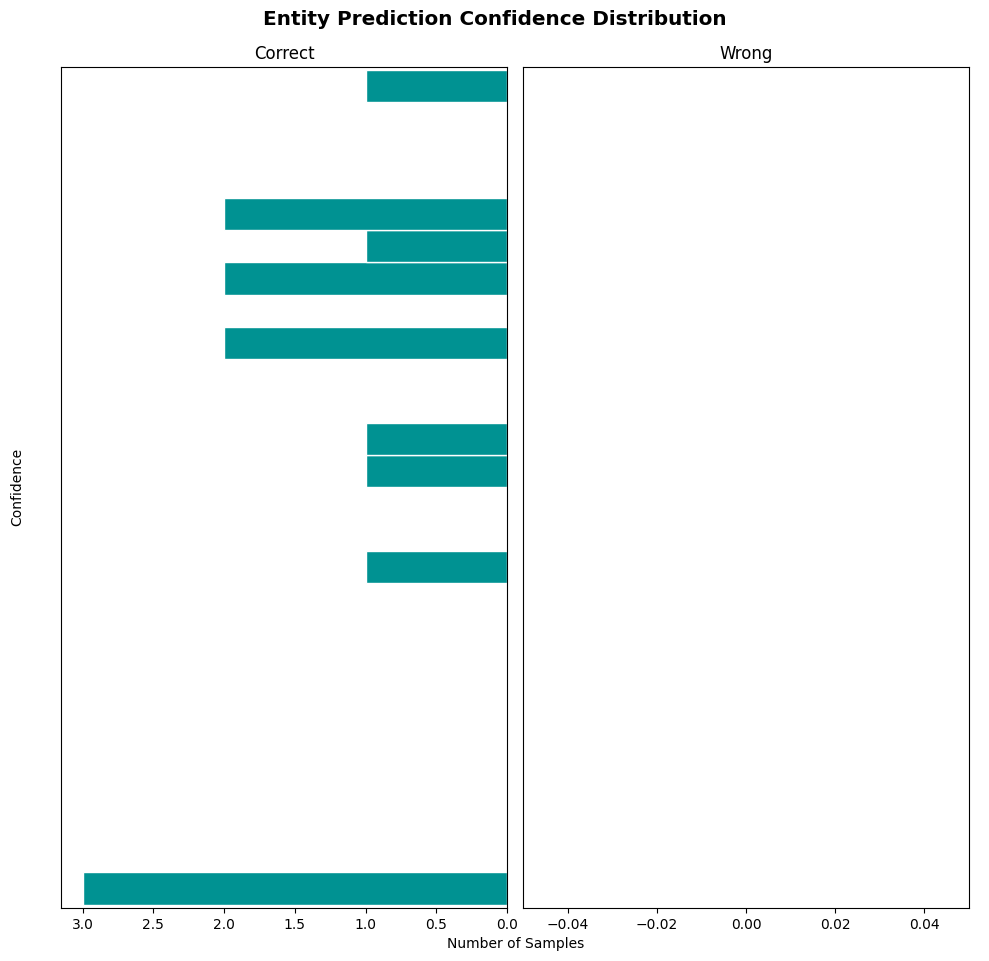 Entity Prediction Confidence Distribution
Correct
Wrong
Confidence
3.0 2.5 2.0 1.5 1.0 0.5 0.0
−0.04 −0.02 0.00 0.02 0.04
Number of Samples